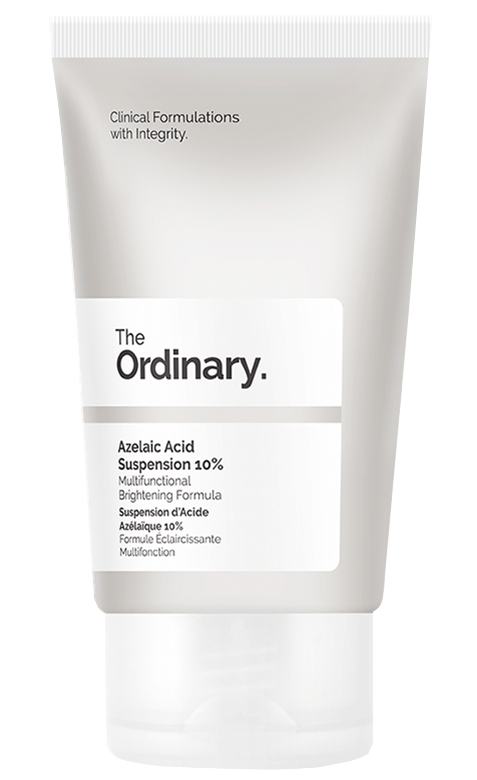 Clinical Formulations
with Integrity.
The
Ordinary.
Azelaic Acid
Suspension 10%
Multifunctional
Brightening Formula
Suspension d'Acide
Azélaïque 10%
Formule Éclaircissante
Multifonction